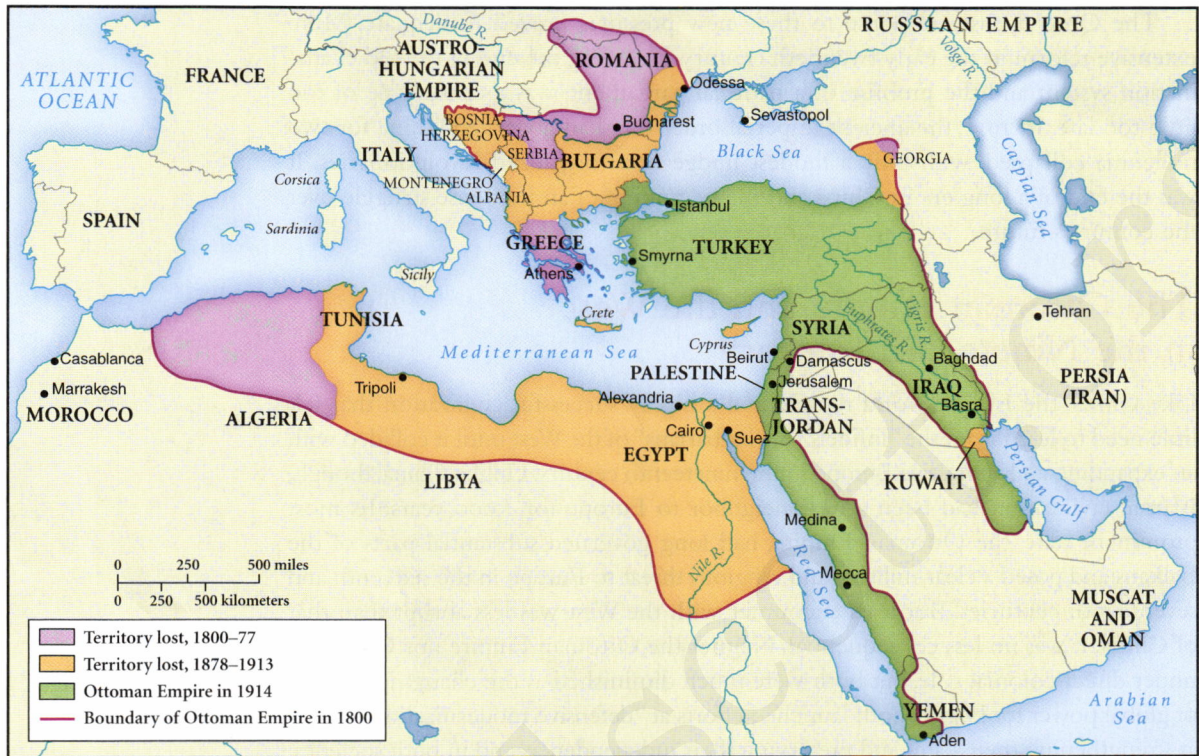 RUSSIAN EMPIRE
Danube R.
Volga R.
AUSTRO-
HUNGARIAN
EMPIRE
ROMANIA
ATLANTIC
OCEAN
FRANCE
Odessa
BOSNIA-
HERZEGOVINA
Bucharest
Sevastopol
ITALY
SERBIA
BULGARIA
Black Sea
GEORGIA
Caspian Sea
Corsica
MONTENEGRO
ALBANIA
SPAIN
Istanbul
Sardinia
GREECE
TURKEY
Smyrna
Athens
Sicily
TUNISIA
Crete
SYRIA
Tigris R.
Euphrates R.
Tehran
Cyprus
Mediterranean Sea
Beirut
Damascus
Baghdad
Casablanca
PALESTINE
Jerusalem
IRAQ
PERSIA
(IRAN)
Tripoli
Marrakesh
Alexandria
TRANS-
JORDAN
Basra
MOROCCO
ALGERIA
Cairo
Suez
EGYPT
LIBYA
KUWAIT
Persian Gulf
Medina
Nile R.
Red Sea
Mecca
MUSCAT
AND
OMAN
0 250 500 miles
0 250 500 kilometers
Territory lost, 1800–77
Territory lost, 1878–1913
Ottoman Empire in 1914
Boundary of Ottoman Empire in 1800
YEMEN
Aden
Arabian
Sea